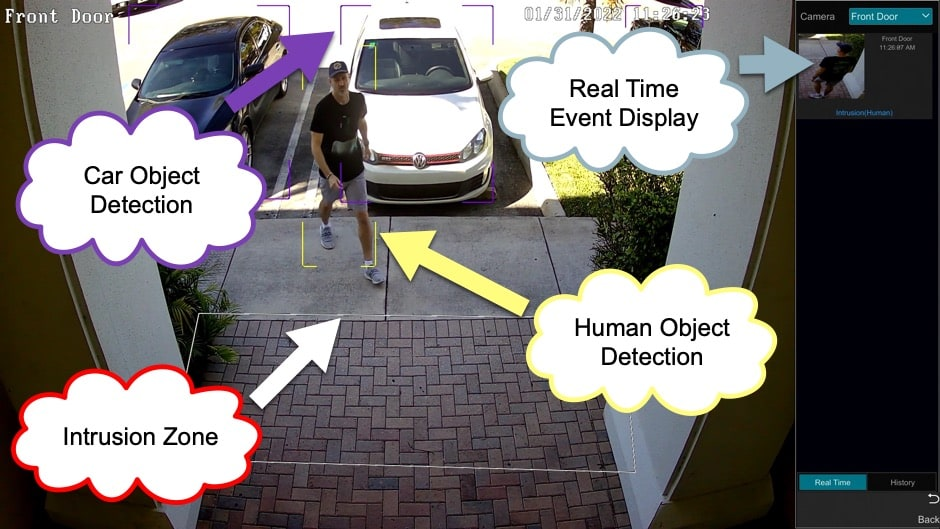 Front Door
01/31/2022 11:26:23
Camera
Front Door
Front Door
11:26:07 AM
Intrusion(Human)
Real Time
Event Display
Car Object
Detection
Human Object
Detection
Intrusion Zone
Real Time
History
Back